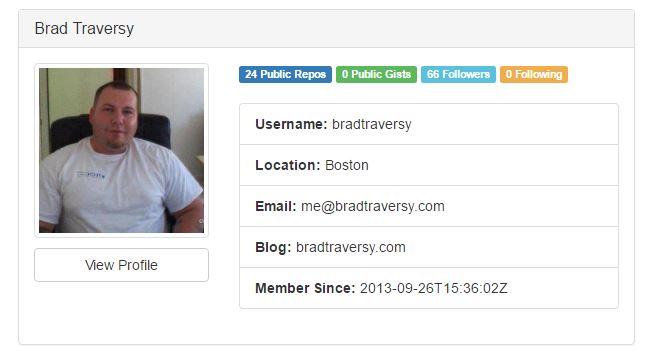 Brad Traversy
24 Public Repos 0 Public Gists 66 Followers 0 Following
Username: bradtraversy
Location: Boston
Email: me@bradtraversy.com
Blog: bradtraversy.com
Member Since: 2013-09-26T15:36:02Z
View Profile